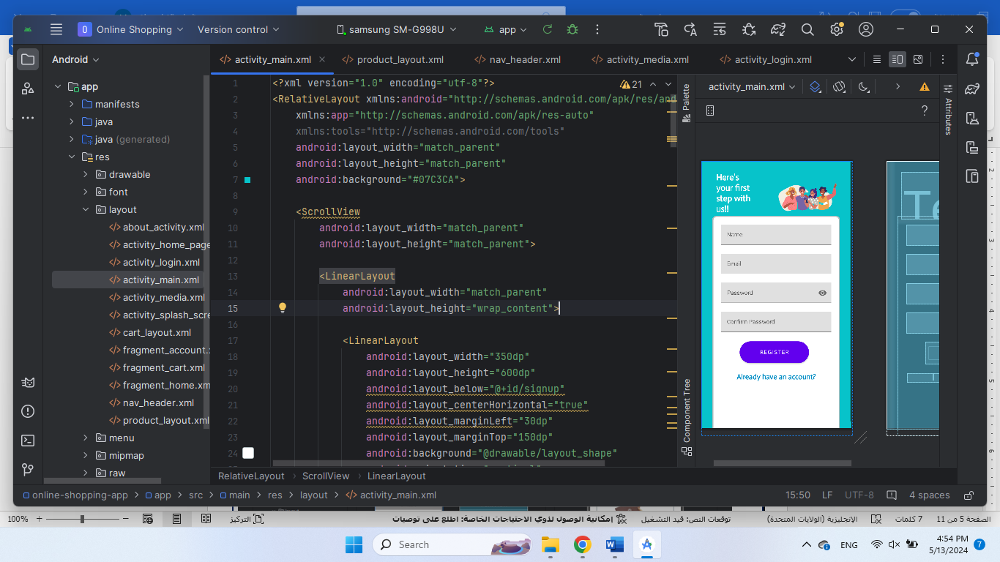 Online Shopping
Version control
samsung SM-G998U
app
Android
app
manifests
java
java (generated)
res
drawable
font
layout
about_activity.xml
activity_home_page
activity_login.xml
activity_main.xml
activity_media.xml
activity_splash_scre
cart_layout.xml
fragment_account.
fragment_cart.xml
fragment_home.xm
nav_header.xml
product_layout.xml
menu
mipmap
raw
activity_main.xml
product_layout.xml
nav_header.xml
activity_media.xml
activity_login.xml
21
1 <?xml version="1.0" encoding="utf-8"?>
2 <RelativeLayout xmlns:android="http://schemas.android.com/apk/res/and
3 xmlns:app="http://schemas.android.com/apk/res-auto"
4 xmlns:tools="http://schemas.android.com/tools"
5 android:layout_width="match_parent"
6 android:layout_height="match_parent"
7 android:background="#07C3CA">
8
9 <ScrollView
10 android:layout_width="match_parent"
11 android:layout_height="match_parent">
12
13 <LinearLayout
14 android:layout_width="match_parent"
15 android:layout_height="wrap_content">
16
17 <LinearLayout
18 android:layout_width="350dp"
19 android:layout_height="600dp"
20 android:layout_below="@+id/signup"
21 android:layout_centerHorizontal="true"
22 android:layout_marginLeft="30dp"
23 android:layout_marginTop="150dp"
24 android:background="@drawable/layout_shape"
RelativeLayout > ScrollView > LinearLayout
Palette
Component Tree
activity_main.xml
Attributes
Here's
your first
step with
us!!
Name
Email
Password
Confirm Password
REGISTER
Already have an account?
Te
online-shopping-app > app > src > main > res > layout > activity_main.xml
15:50 LF UTF-8 4 spaces
100%
التركيز
إمكانية الوصول لذوي الاحتياجات الخاصة: اطلع على توصيات
توقعات النص: قيد التشغيل
الإنجليزية (الولايات المتحدة)
7 كلمات
الصفحة 5 من 11
Search
ENG
4:54 PM
5/13/2024
7